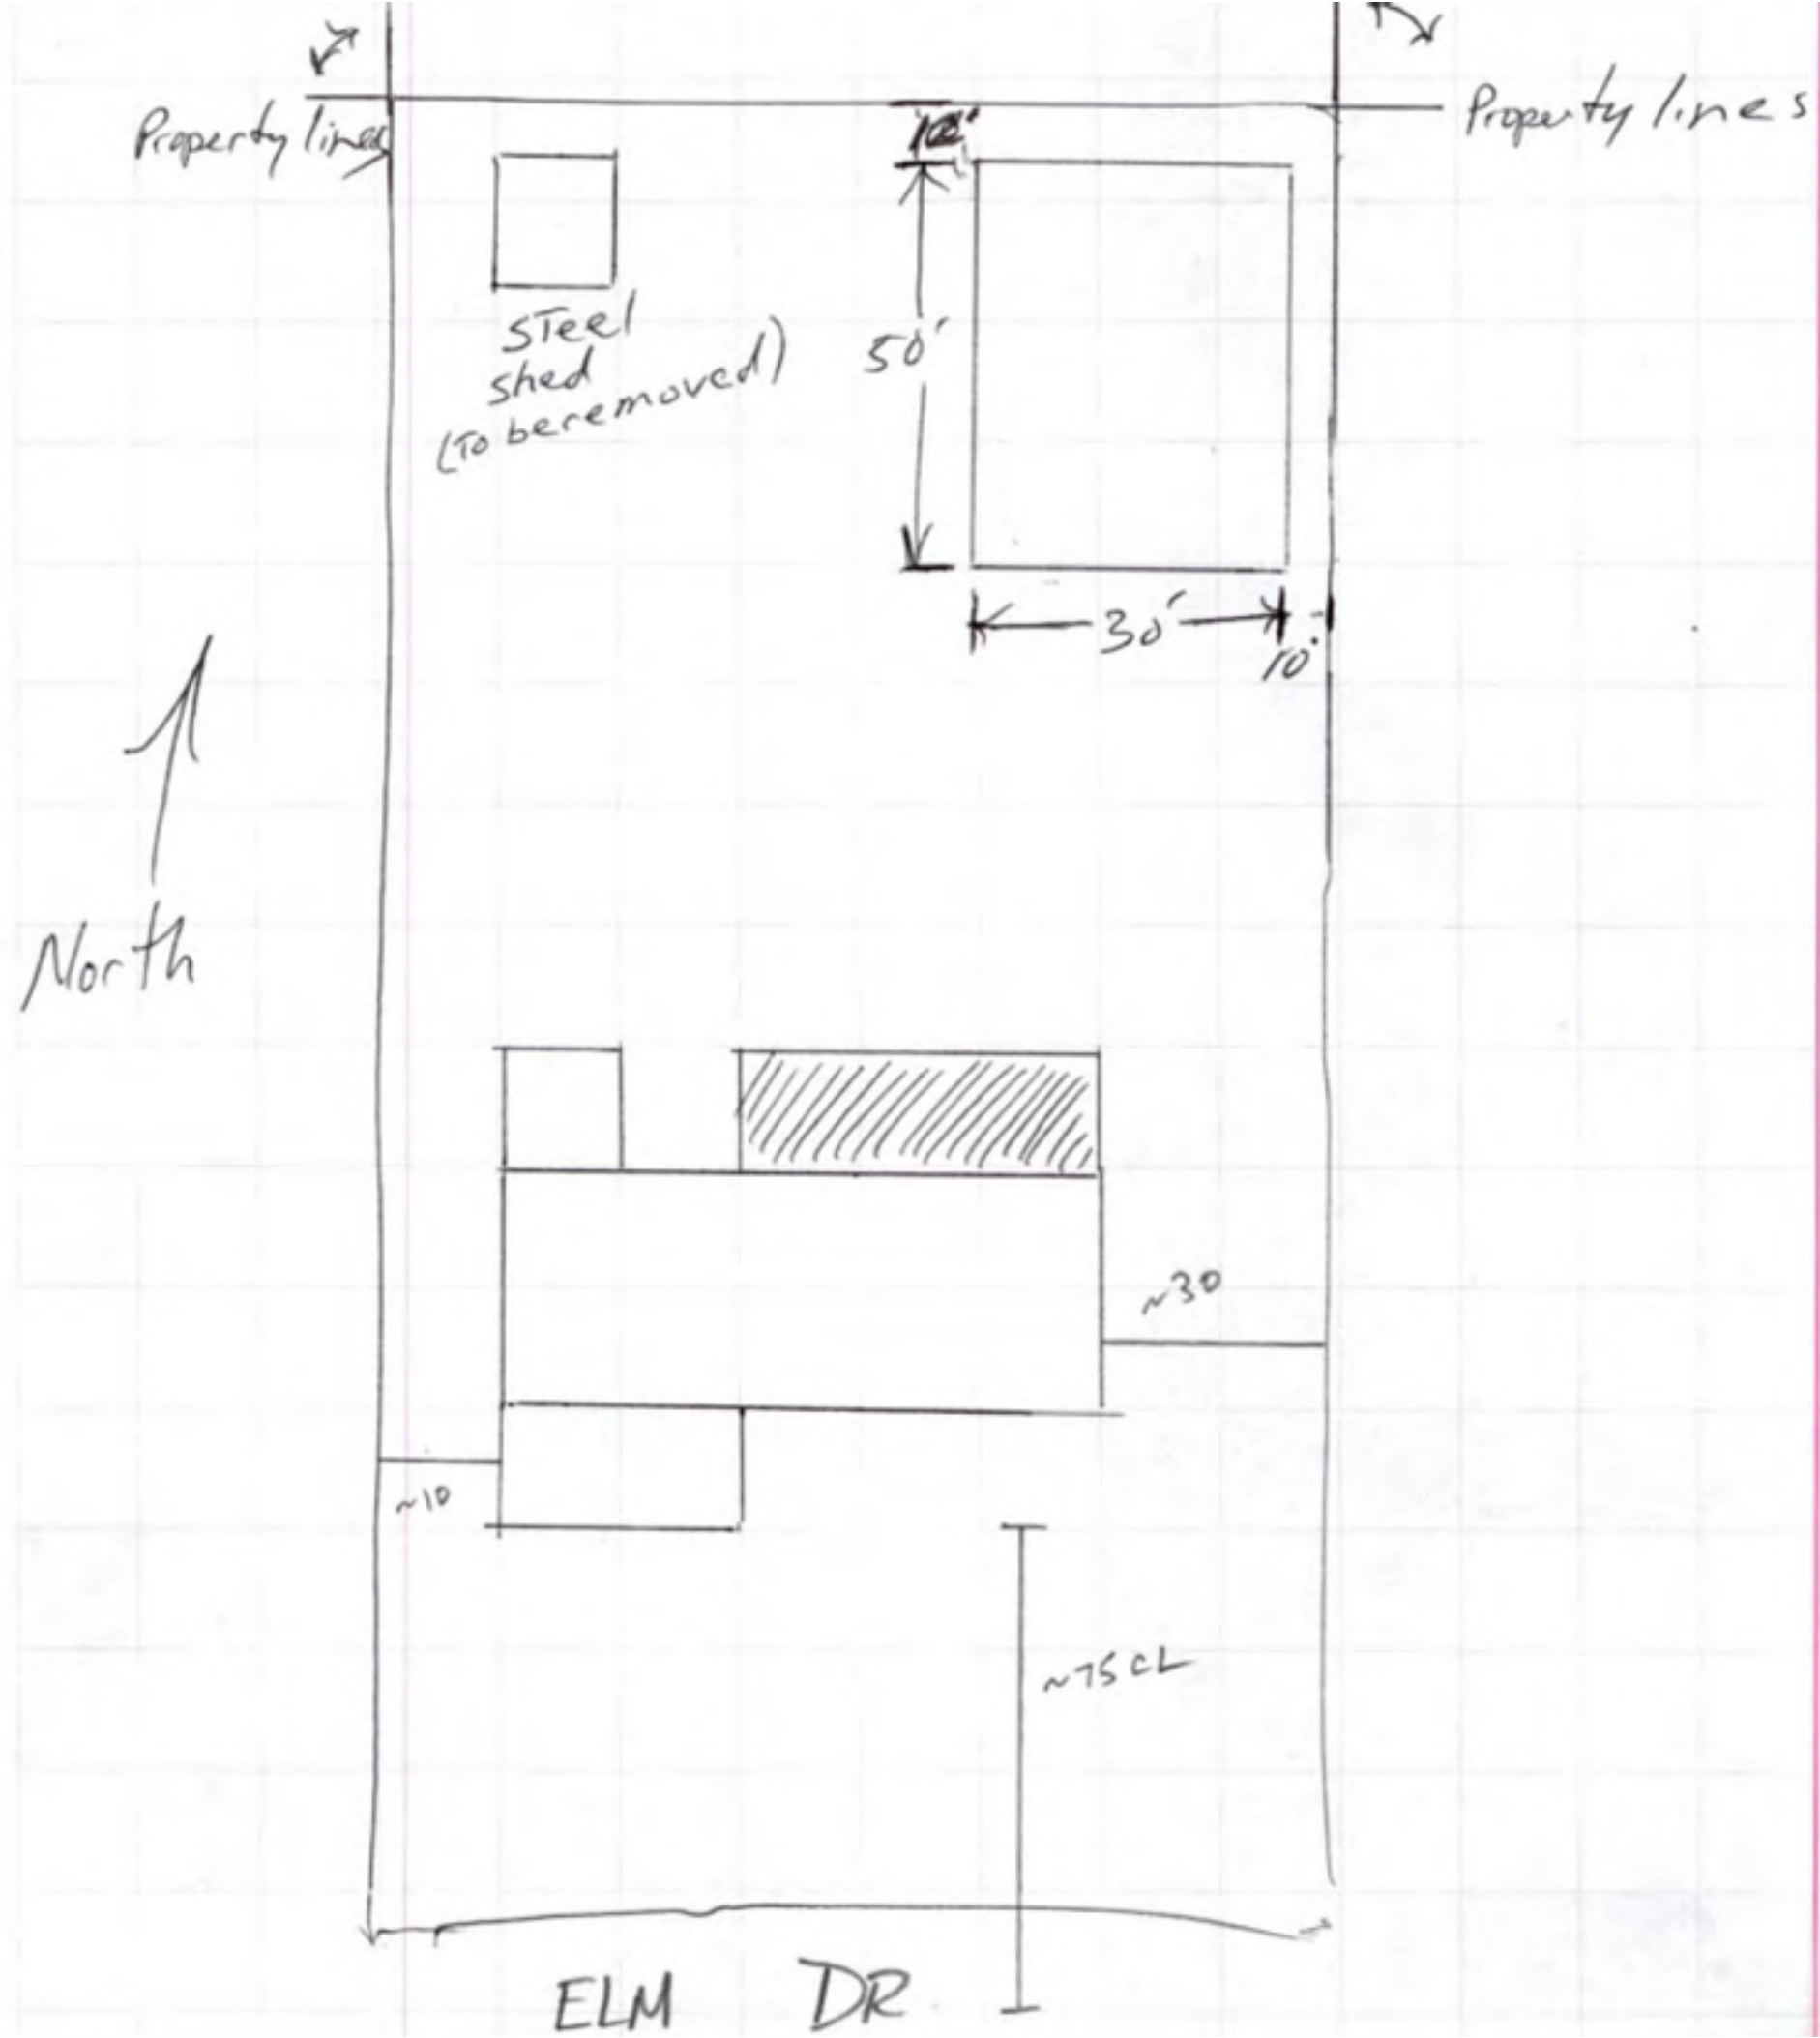 Property lines
Property lines
Steel
shed
(To be removed)
50'
30'
10'
North
~30
~10
~75 CL
ELM DR